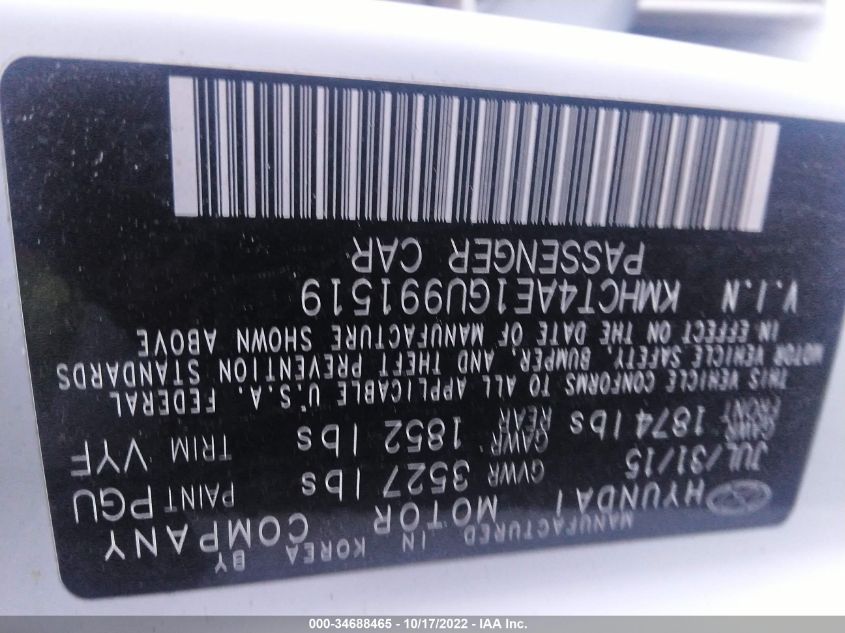 MANUFACTURED IN KOREA BY
HYUNDAI MOTOR COMPANY
JUL/31/15 GVWR 3527 lbs PAINT PGU
GAWR FRONT 1874 lbs GAWR REAR 1852 lbs TRIM VYF
THIS VEHICLE CONFORMS TO ALL APPLICABLE U.S.A. FEDERAL
MOTOR VEHICLE SAFETY, BUMPER, AND THEFT PREVENTION STANDARDS
IN EFFECT ON THE DATE OF MANUFACTURE SHOWN ABOVE
V.I.N KMHCT4AE1GU991519
PASSENGER CAR
000-34688465 - 10/17/2022 - IAA Inc.